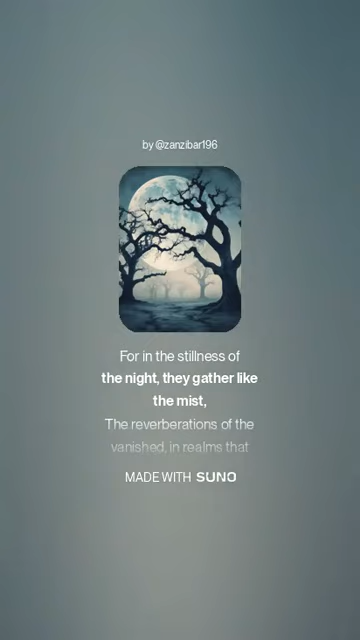 by @zanzibar196
For in the stillness of
the night, they gather like
the mist,
The reverberations of the
vanished, in realms that
MADE WITH SUNO